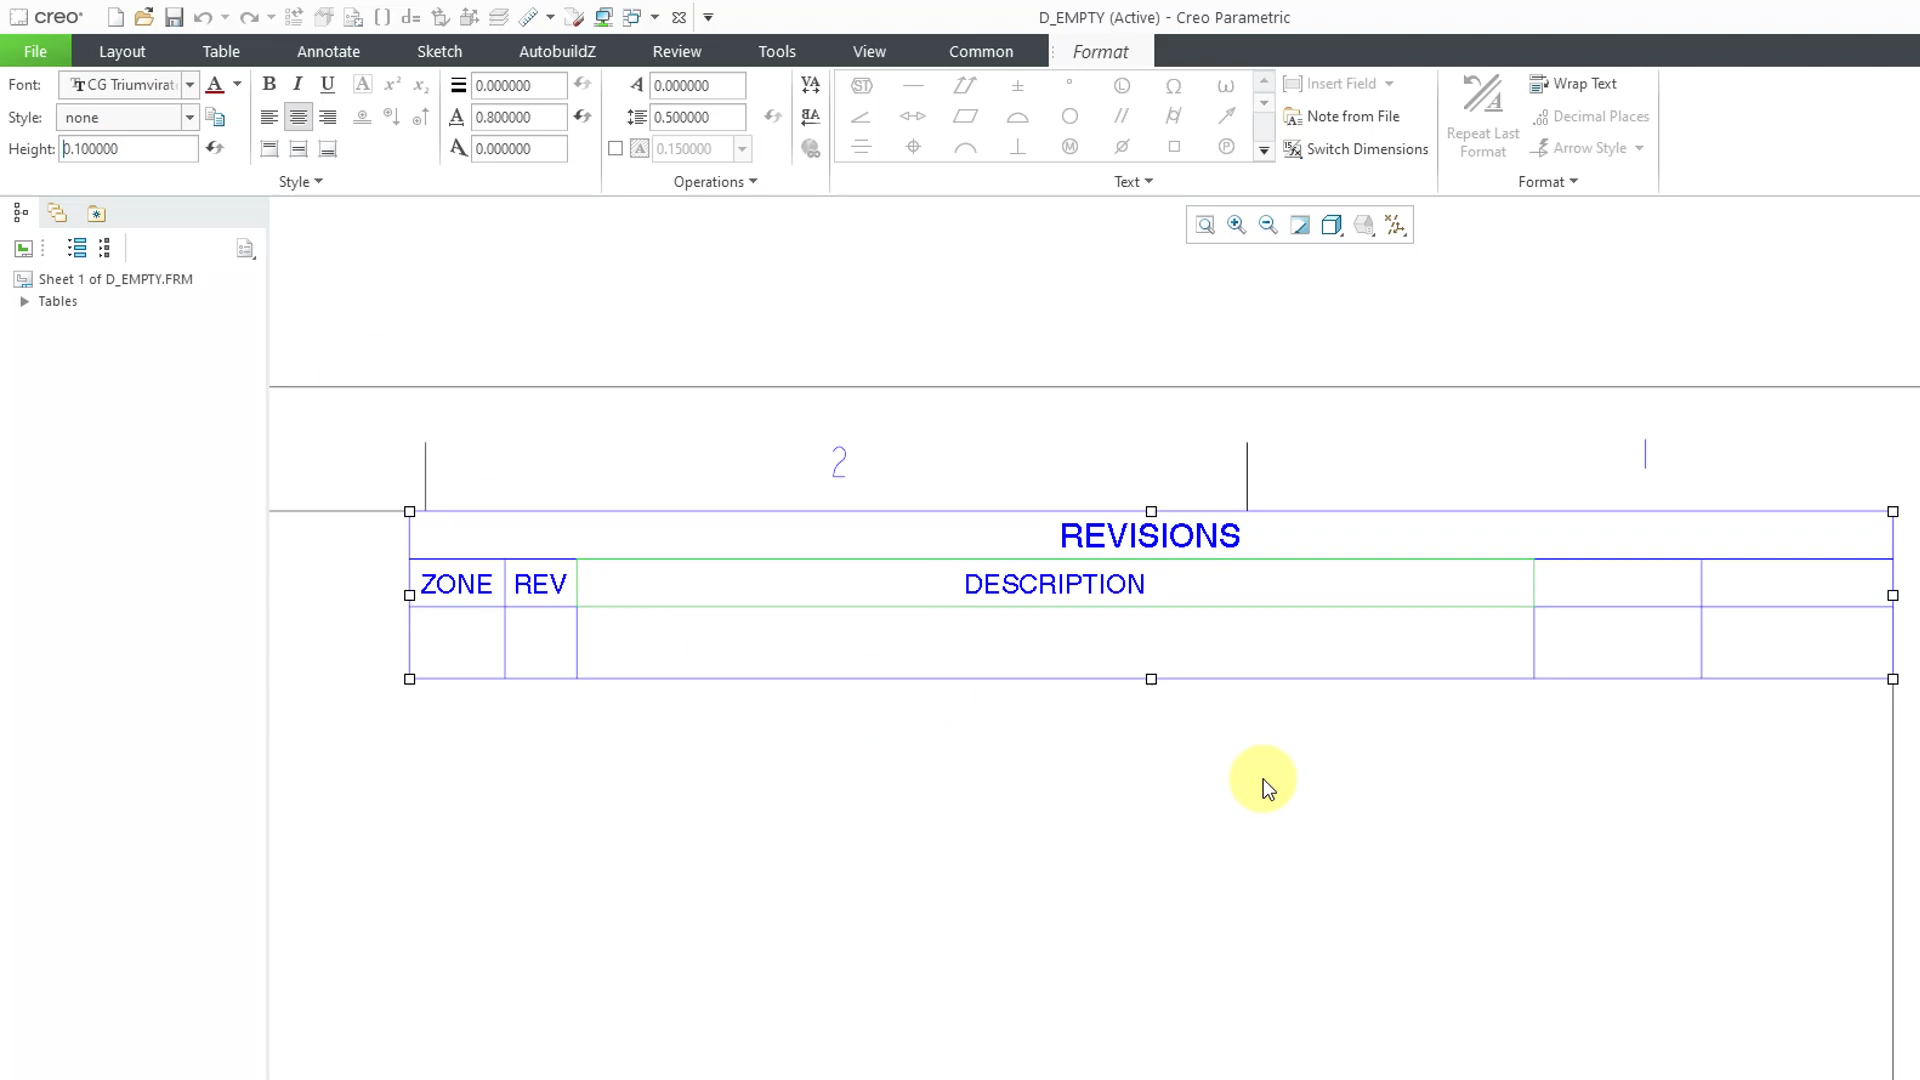 creo
D_EMPTY (Active) - Creo Parametric
File Layout Table Annotate Sketch AutobuildZ Review Tools View Common Format
Font: CG Triumvirat 0.000000 0.000000 Insert Field Wrap Text
Style: none 0.800000 0.500000 Note from File Decimal Places
Height: 0.100000 0.000000 0.150000 Switch Dimensions Repeat Last Format Arrow Style
Style Operations Text Format
Sheet 1 of D_EMPTY.FRM
Tables
2 1
REVISIONS
ZONE REV DESCRIPTION